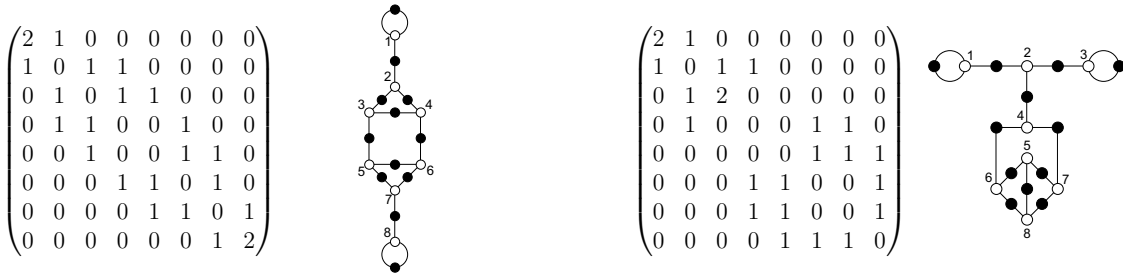 2 1 0 0 0 0 0 0
1 0 1 1 0 0 0 0
0 1 0 1 1 0 0 0
0 1 1 0 0 1 0 0
0 0 1 0 0 1 1 0
0 0 0 1 1 0 1 0
0 0 0 0 1 1 0 1
0 0 0 0 0 0 1 2
1
2
3 4
5 6
7
8
2 1 0 0 0 0 0 0
1 0 1 1 0 0 0 0
0 1 2 0 0 0 0 0
0 1 0 0 0 1 1 0
0 0 0 0 0 1 1 1
0 0 0 1 1 0 0 1
0 0 0 1 1 0 0 1
0 0 0 0 1 1 1 0
1 2 3
4
5
6 7
8